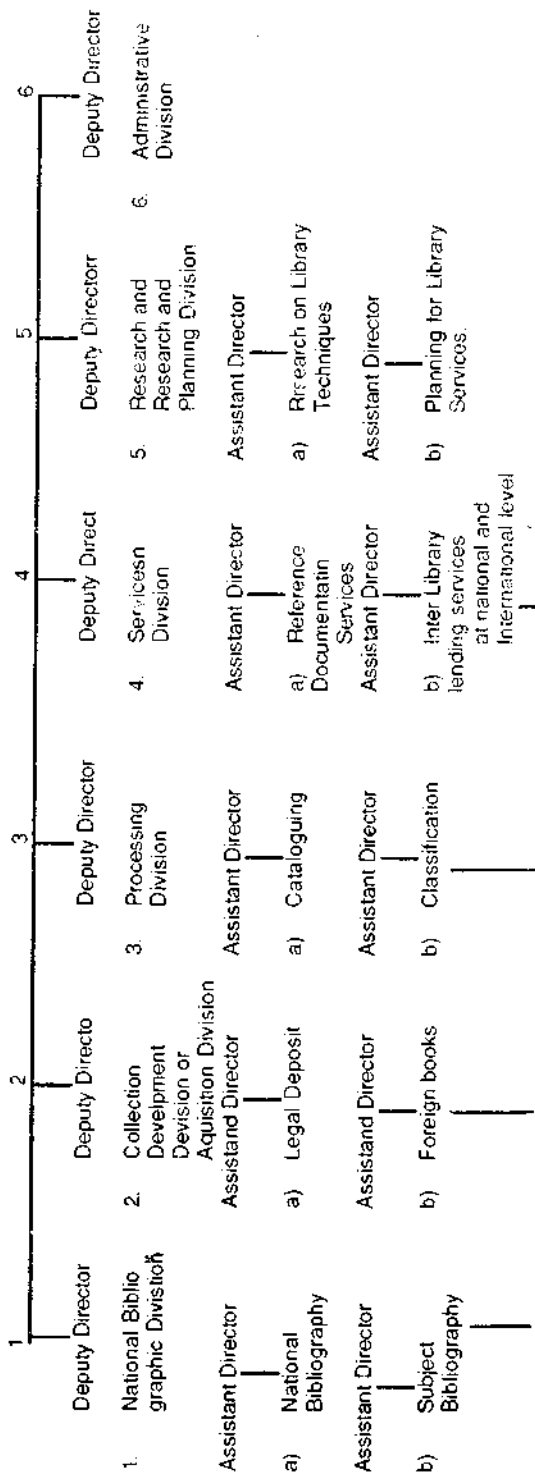 1
Deputy Director
1. National Biblio
graphic Divistion
Assistant Director
a) National
Bibliography
Assistant Director
b) Subject
Bibliography
2
Deputy Directo
2. Collection
Develpment
Devision or
Aquisition Division
Assistand Director
a) Legal Deposit
Assistand Director
b) Foreign books
3
Deputy Director
3. Processing
Division
Assistant Director
a) Cataloguing
Assistant Director
b) Classification
4
Deputy Direct
4. Servicesn
Division
Assistant Director
a) Reference
Documentatin
Services
Assistant Director
b) Inter Library
lending services
at national and
International level
5
Deputy Directorr
5. Research and
Research and
Planning Division
Assistant Director
a) Rrsearch on Library
Techniques
Assistant Director
b) Planning for Library
Services.
6
Deputy Director
6. Administrative
Division